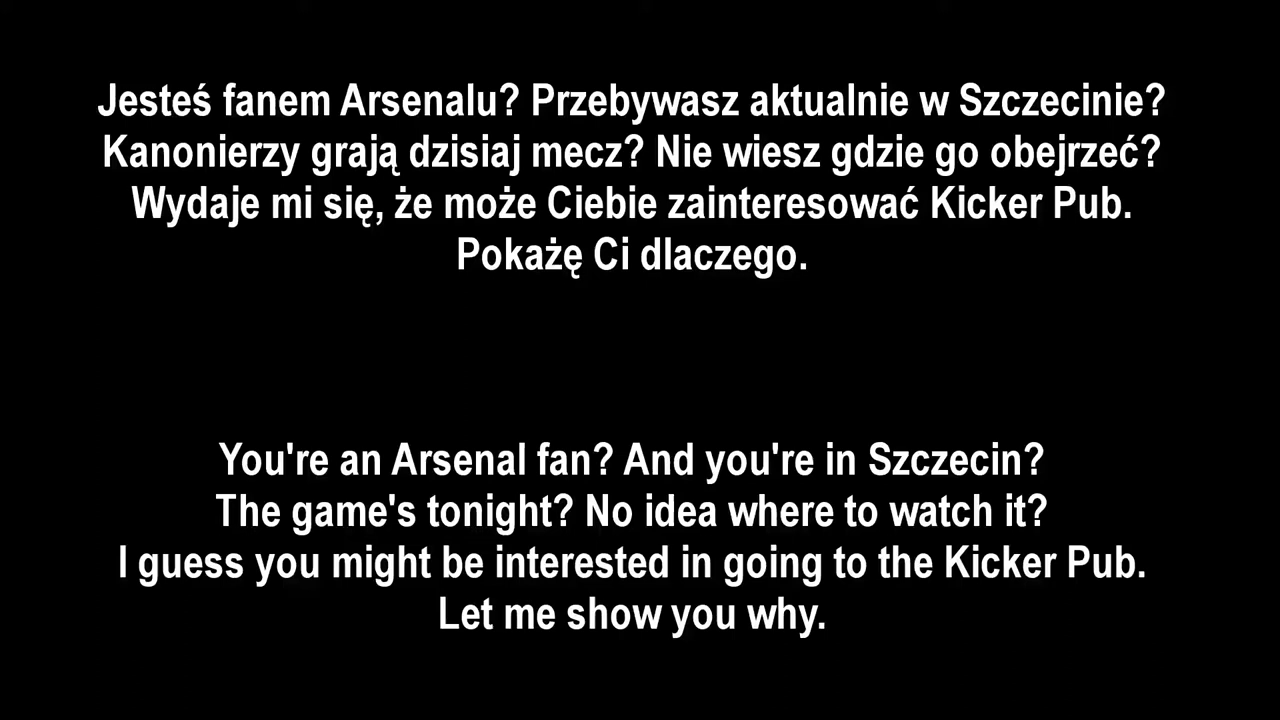 Jesteś fanem Arsenalu? Przebywasz aktualnie w Szczecinie?
Kanonierzy grają dzisiaj mecz? Nie wiesz gdzie go obejrzeć?
Wydaje mi się, że może Ciebie zainteresować Kicker Pub.
Pokażę Ci dlaczego.
You're an Arsenal fan? And you're in Szczecin?
The game's tonight? No idea where to watch it?
I guess you might be interested in going to the Kicker Pub.
Let me show you why.